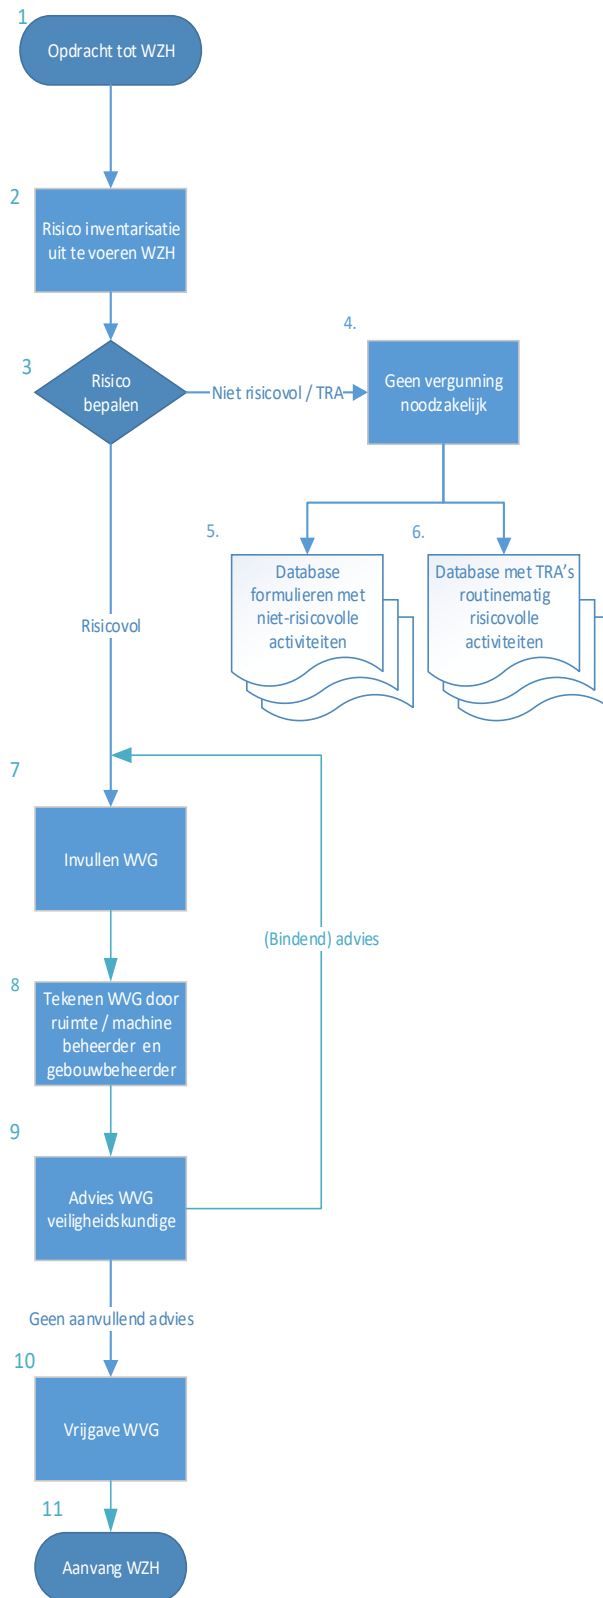 1
Opdracht tot WZH
2
Risico inventarisatie
uit te voeren WZH
3
Risico
bepalen
Niet risicovol / TRA
4.
Geen vergunning
noodzakelijk
5.
Database
formulieren met
niet-risicovolle
activiteiten
6.
Database met TRA's
routinematig
risicovolle
activiteiten
Risicovol
7
Invullen WVG
(Bindend) advies
8
Tekenen WVG door
ruimte / machine
beheerder en
gebouwbeheerder
9
Advies WVG
veiligheidskundige
Geen aanvullend advies
10
Vrijgave WVG
11
Aanvang WZH